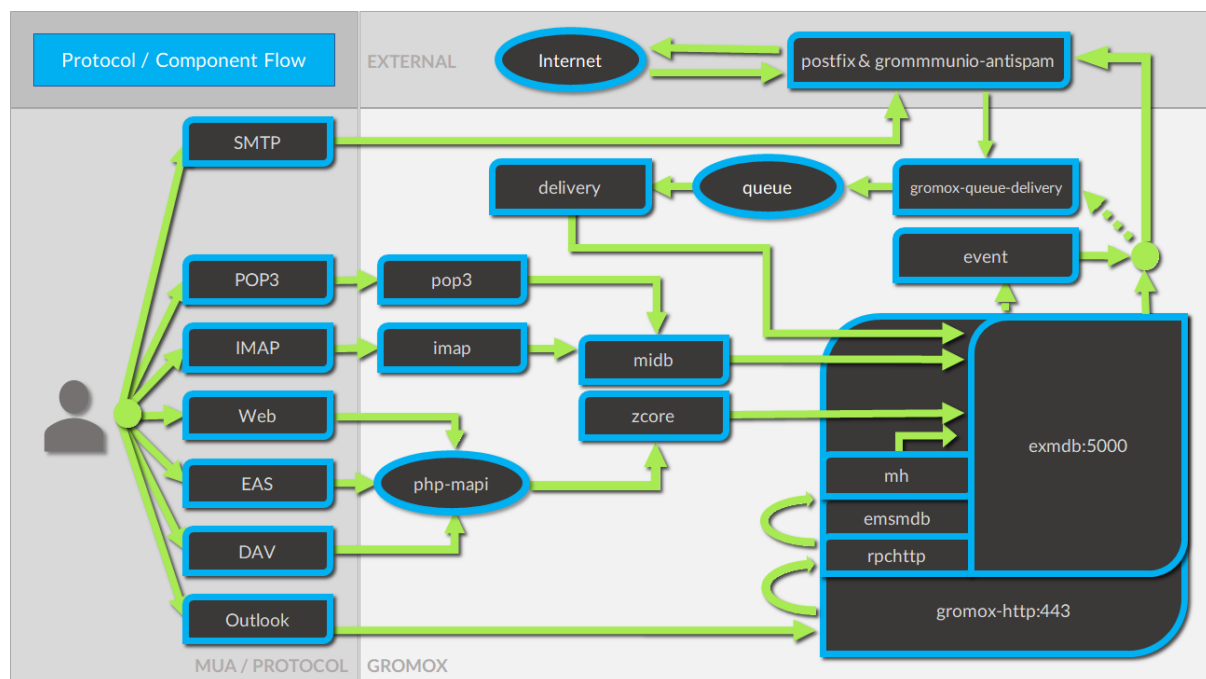 Protocol / Component Flow
EXTERNAL
Internet
postfix & grommmunio-antispam
SMTP
delivery
queue
gromox-queue-delivery
event
POP3
pop3
IMAP
imap
midb
Web
zcore
exmdb:5000
EAS
php-mapi
mh
emsmdb
DAV
rpchttp
Outlook
gromox-http:443
MUA / PROTOCOL
GROMOX